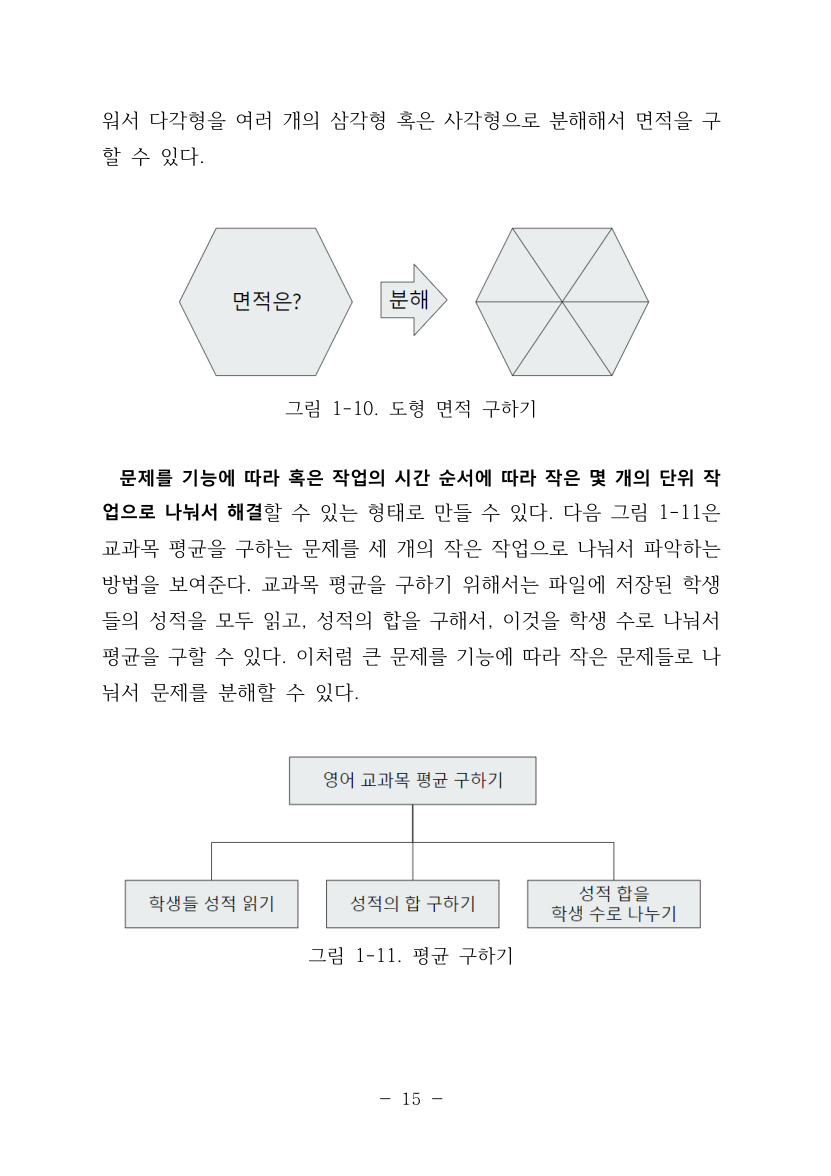 워서 다각형을 여러 개의 삼각형 혹은 사각형으로 분해해서 면적을 구
할 수 있다.
면적은?
분해
그림 1-10. 도형 면적 구하기
문제를 기능에 따라 혹은 작업의 시간 순서에 따라 작은 몇 개의 단위 작
업으로 나눠서 해결할 수 있는 형태로 만들 수 있다. 다음 그림 1-11은
교과목 평균을 구하는 문제를 세 개의 작은 작업으로 나눠서 파악하는
방법을 보여준다. 교과목 평균을 구하기 위해서는 파일에 저장된 학생
들의 성적을 모두 읽고, 성적의 합을 구해서, 이것을 학생 수로 나눠서
평균을 구할 수 있다. 이처럼 큰 문제를 기능에 따라 작은 문제들로 나
눠서 문제를 분해할 수 있다.
영어 교과목 평균 구하기
학생들 성적 읽기
성적의 합 구하기
성적 합을
학생 수로 나누기
그림 1-11. 평균 구하기
- 15 -